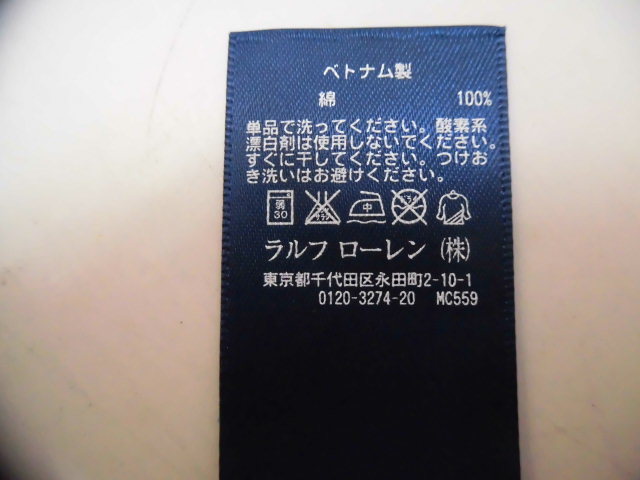 ベトナム製
綿 100%
単品で洗ってください。酸素系
漂白剤は使用しないでください。
すぐに干してください。つけお
き洗いはお避けください。
弱 30 中
ラルフ ローレン (株)
東京都千代田区永田町2-10-1
0120-3274-20 MC559